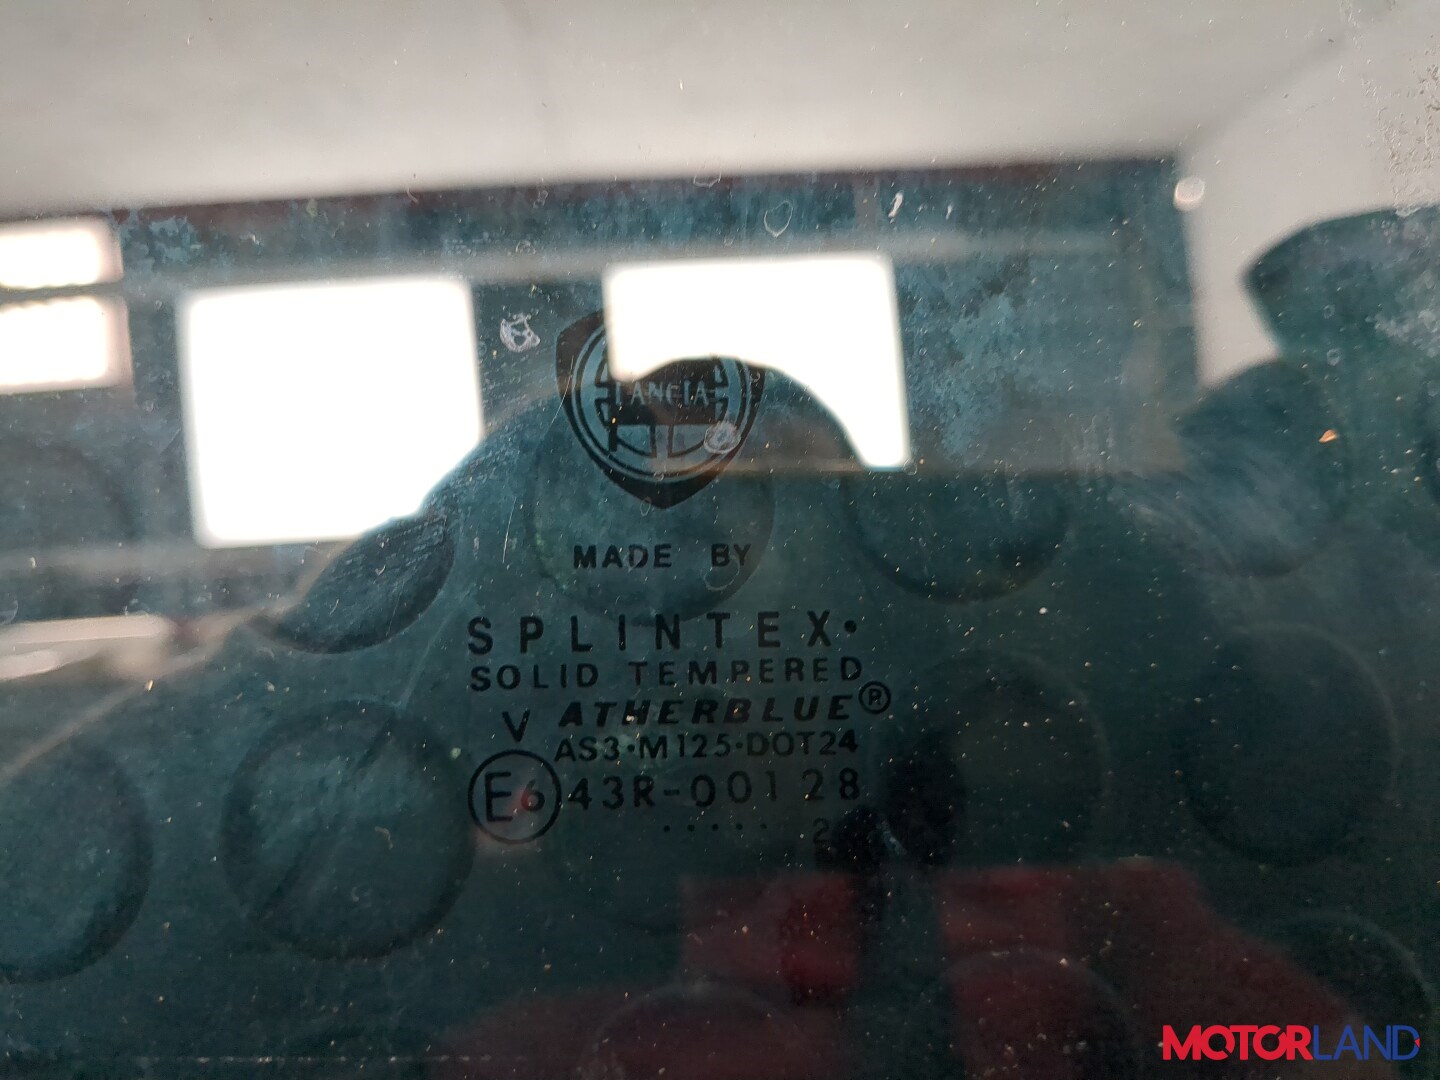 LANCIA
MADE BY
SPLINTEX•
SOLID TEMPERED
V ATHERBLUE®
AS3•M125•DOT24
E6 43R-00128
. . . . . 2
MOTORLAND